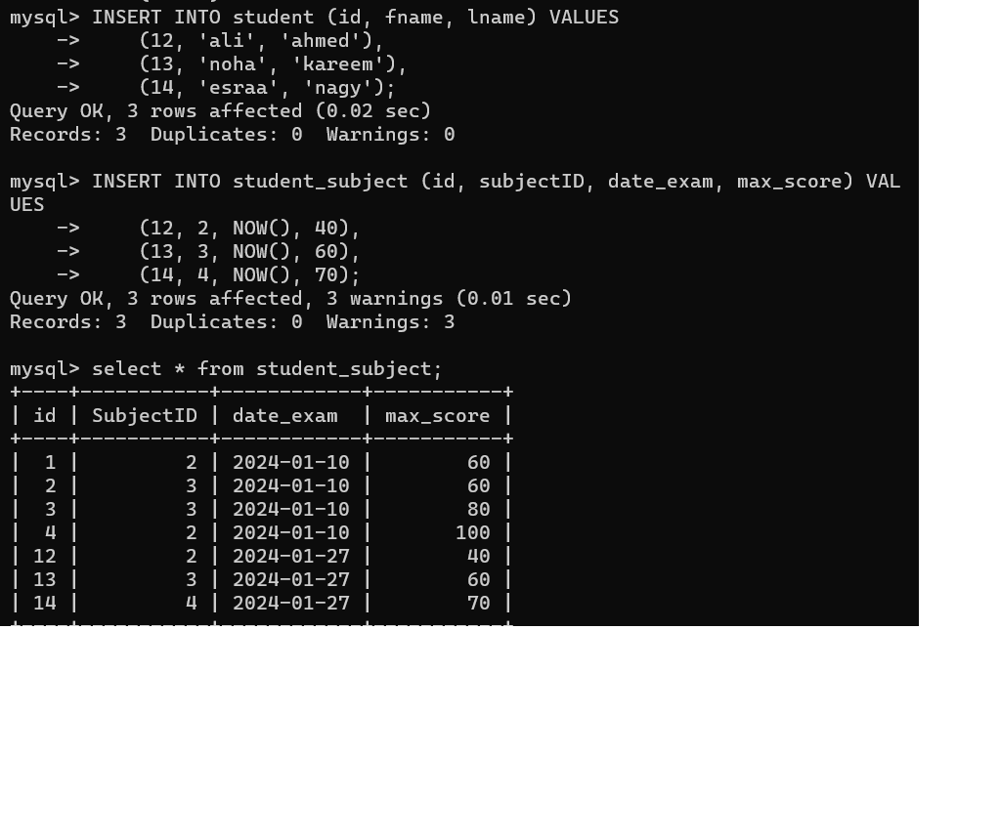 mysql> INSERT INTO student (id, fname, lname) VALUES
    ->     (12, 'ali', 'ahmed'),
    ->     (13, 'noha', 'kareem'),
    ->     (14, 'esraa', 'nagy');
Query OK, 3 rows affected (0.02 sec)
Records: 3  Duplicates: 0  Warnings: 0

mysql> INSERT INTO student_subject (id, subjectID, date_exam, max_score) VAL
UES
    ->     (12, 2, NOW(), 40),
    ->     (13, 3, NOW(), 60),
    ->     (14, 4, NOW(), 70);
Query OK, 3 rows affected, 3 warnings (0.01 sec)
Records: 3  Duplicates: 0  Warnings: 3

mysql> select * from student_subject;
+----+-----------+------------+-----------+
| id | SubjectID | date_exam  | max_score |
+----+-----------+------------+-----------+
|  1 |         2 | 2024-01-10 |        60 |
|  2 |         3 | 2024-01-10 |        60 |
|  3 |         3 | 2024-01-10 |        80 |
|  4 |         2 | 2024-01-10 |       100 |
| 12 |         2 | 2024-01-27 |        40 |
| 13 |         3 | 2024-01-27 |        60 |
| 14 |         4 | 2024-01-27 |        70 |
+----+-----------+------------+-----------+